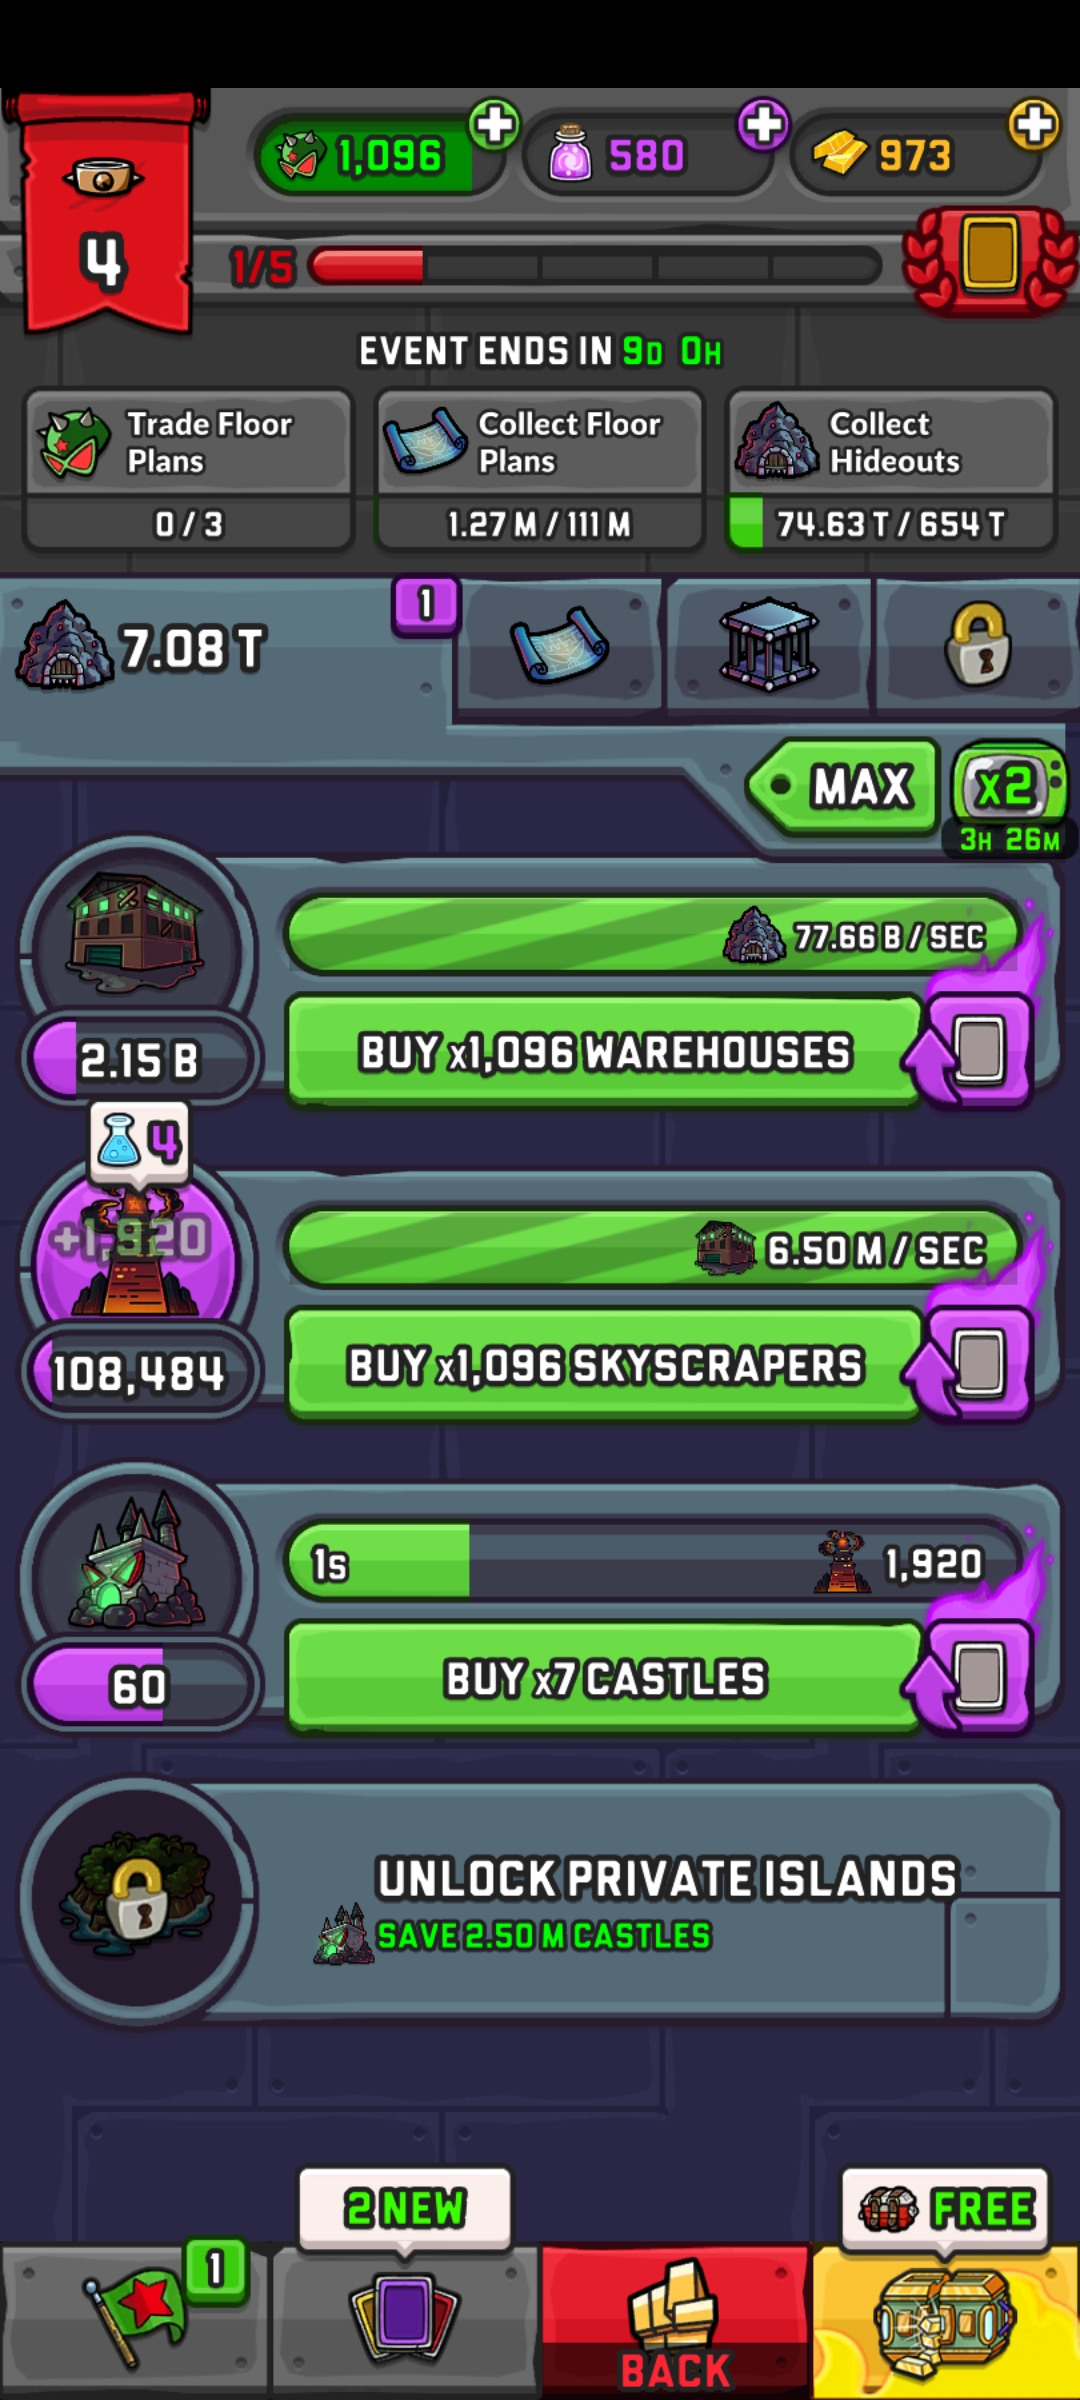 1,096
580
973
4
1/5
EVENT ENDS IN 9D 0H
Trade Floor
Plans
0 / 3
Collect Floor
Plans
1.27 M / 111 M
Collect
Hideouts
74.63 T / 654 T
7.08 T
1
MAX
x2
3H 26M
77.66 B / SEC
2.15 B
BUY x1,096 WAREHOUSES
4
+1,920
6.50 M / SEC
108,484
BUY x1,096 SKYSCRAPERS
1s
1,920
60
BUY x7 CASTLES
UNLOCK PRIVATE ISLANDS
SAVE 2.50 M CASTLES
2 NEW
FREE
1
BACK